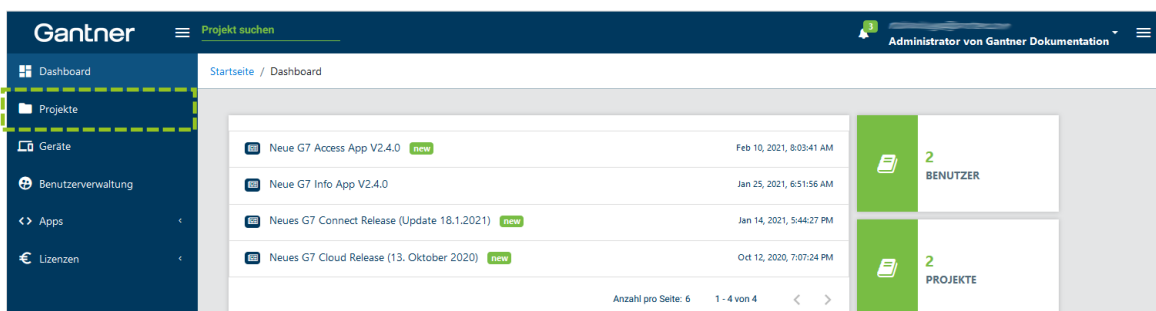 Gantner
Projekt suchen
3
Administrator von Gantner Dokumentation
Dashboard
Startseite / Dashboard
Projekte
Geräte
Benutzerverwaltung
Apps
Lizenzen
Neue G7 Access App V2.4.0 new Feb 10, 2021, 8:03:41 AM
Neue G7 Info App V2.4.0 Jan 25, 2021, 6:51:56 AM
Neues G7 Connect Release (Update 18.1.2021) new Jan 14, 2021, 5:44:27 PM
Neues G7 Cloud Release (13. Oktober 2020) new Oct 12, 2020, 7:07:24 PM
Anzahl pro Seite: 6 1 - 4 von 4
2
BENUTZER
2
PROJEKTE